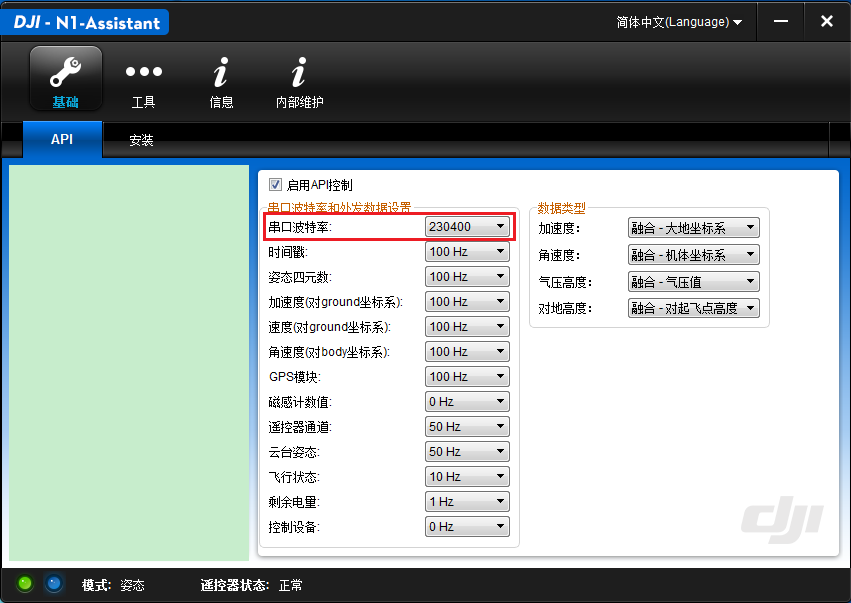 DJI - N1-Assistant
简体中文(Language)
基础 工具 信息 内部维护
API 安装
启用API控制
串口波特率和外发数据设置
串口波特率: 230400
时间戳: 100 Hz
姿态四元数: 100 Hz
加速度(对ground坐标系): 100 Hz
速度(对ground坐标系): 100 Hz
角速度(对body坐标系): 100 Hz
GPS模块: 100 Hz
磁感计数值: 0 Hz
遥控器通道: 50 Hz
云台姿态: 50 Hz
飞行状态: 10 Hz
剩余电量: 1 Hz
控制设备: 0 Hz
数据类型
加速度: 融合 - 大地坐标系
角速度: 融合 - 机体坐标系
气压高度: 融合 - 气压值
对地高度: 融合 - 对起飞点高度
dji
模式: 姿态 遥控器状态: 正常